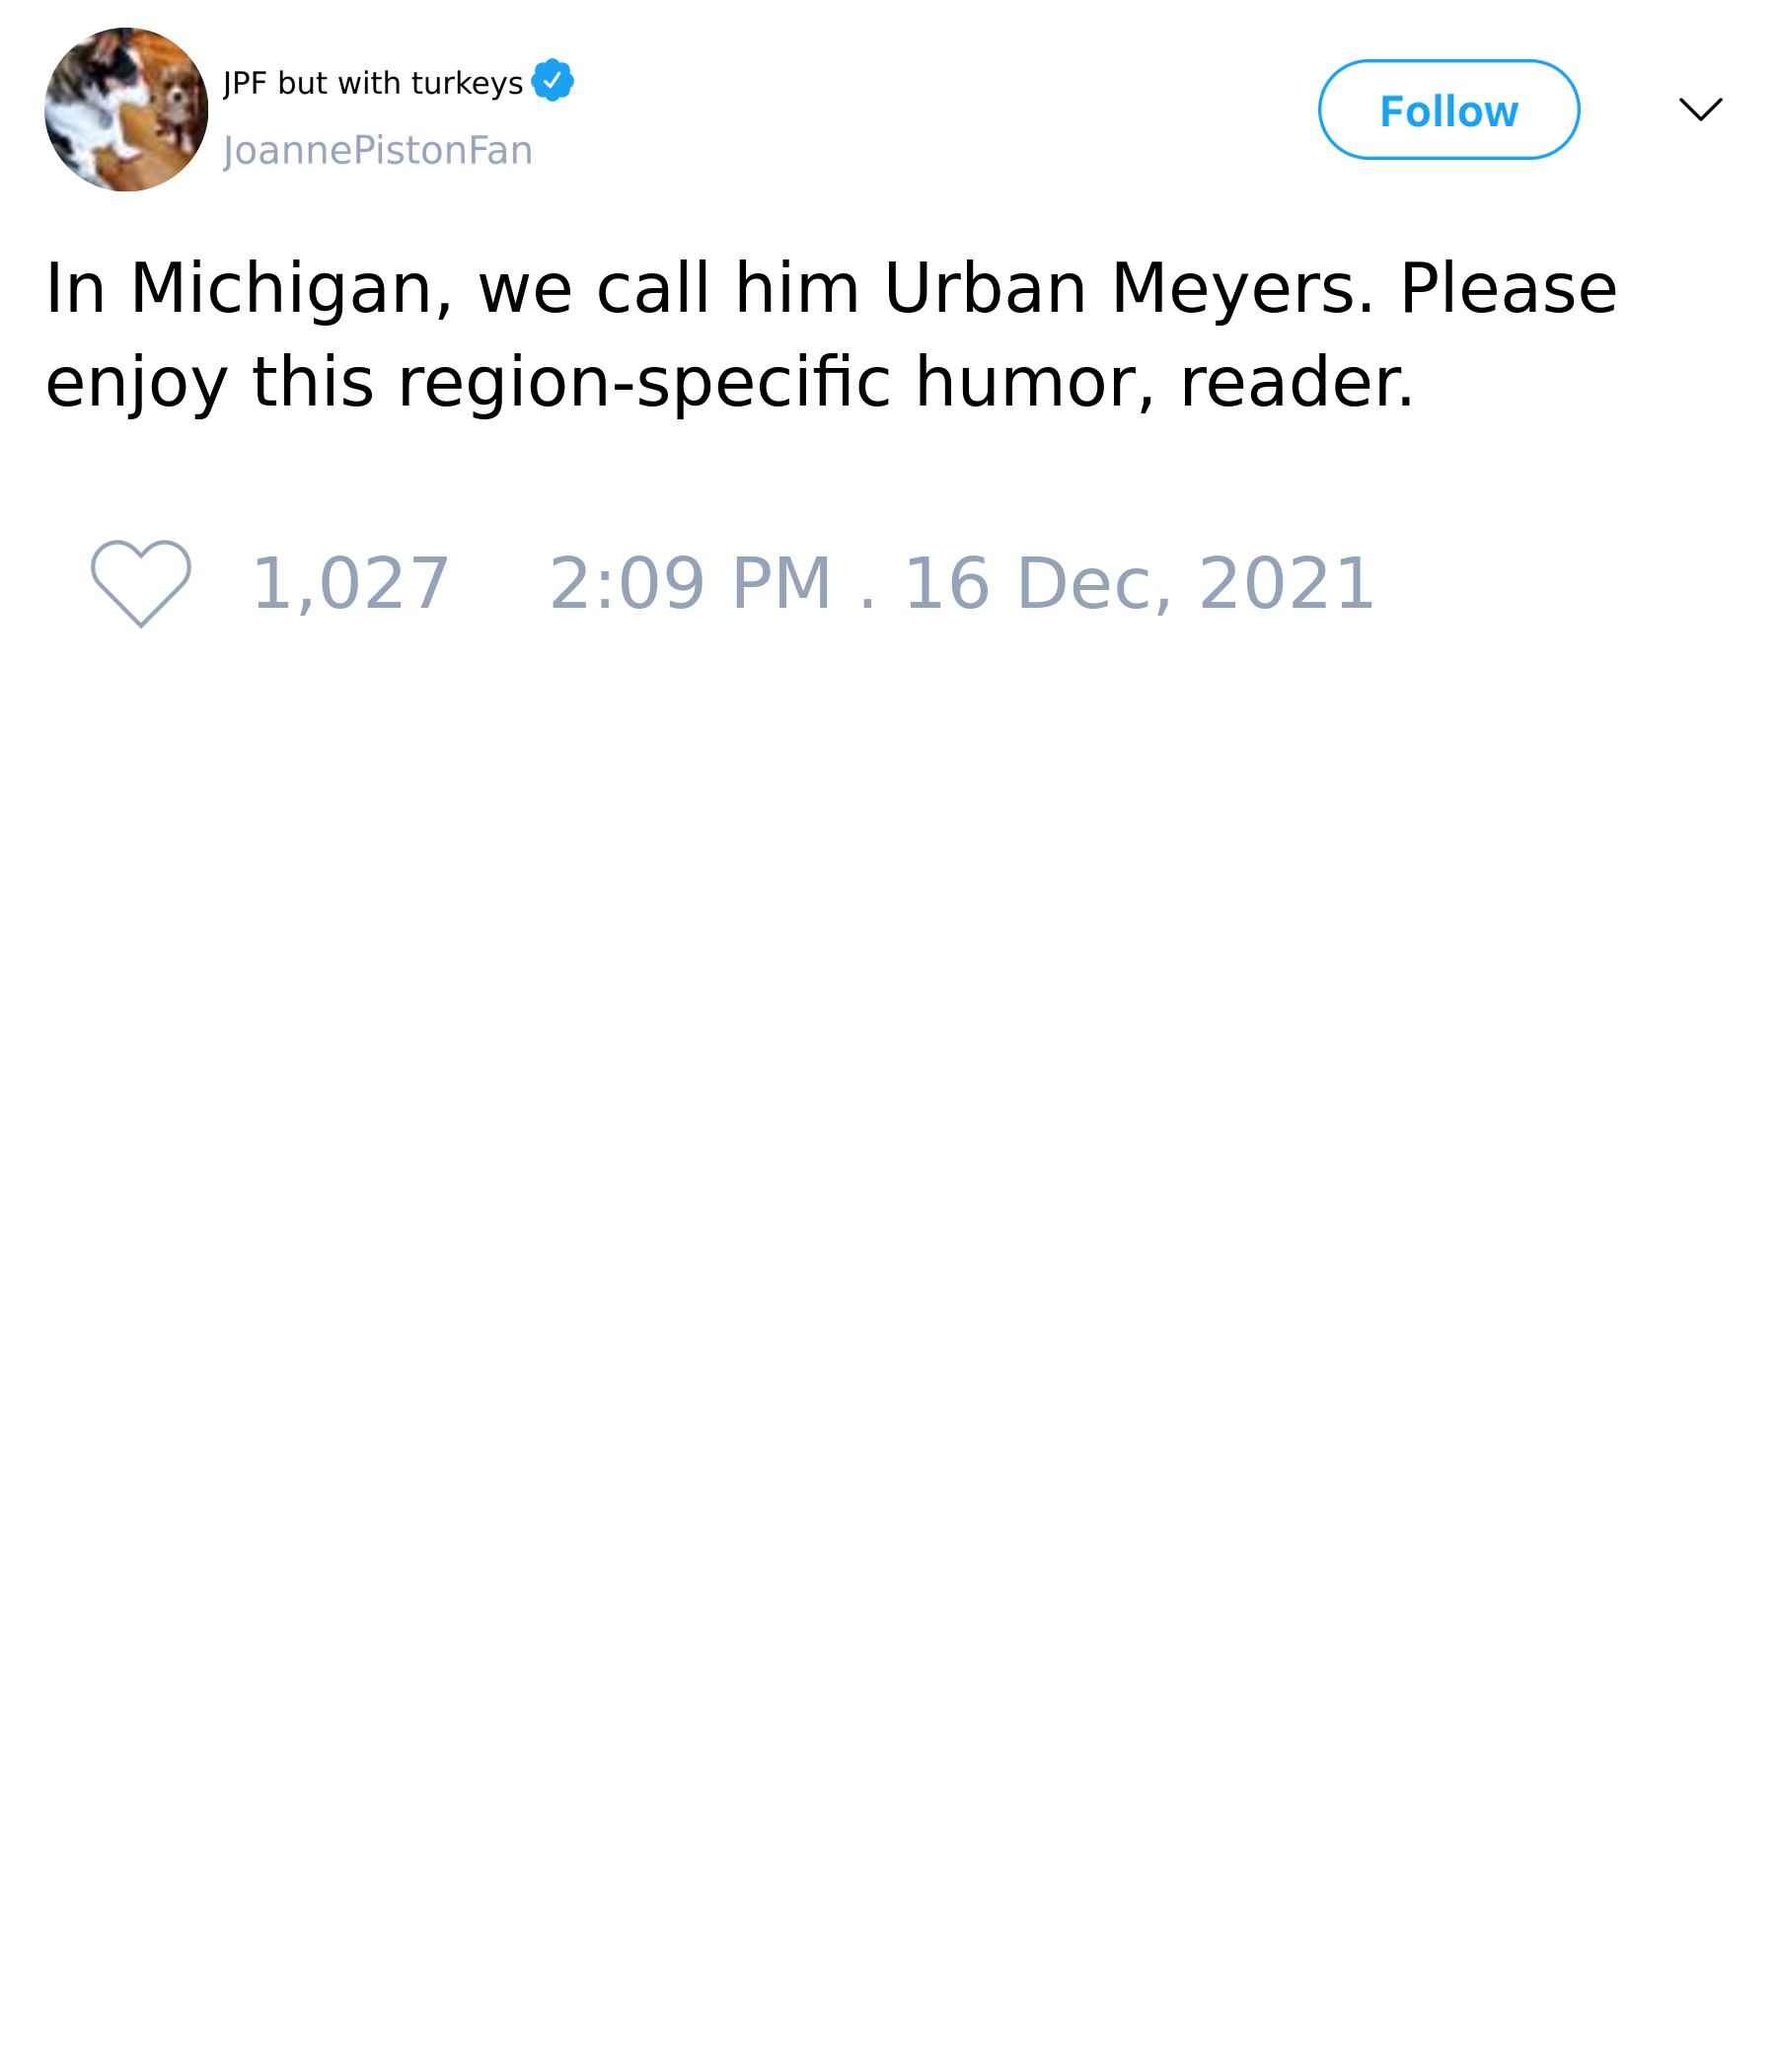 JPF but with turkeys
JoannePistonFan
Follow
In Michigan, we call him Urban Meyers. Please
enjoy this region-specific humor, reader.
1,027 2:09 PM . 16 Dec, 2021